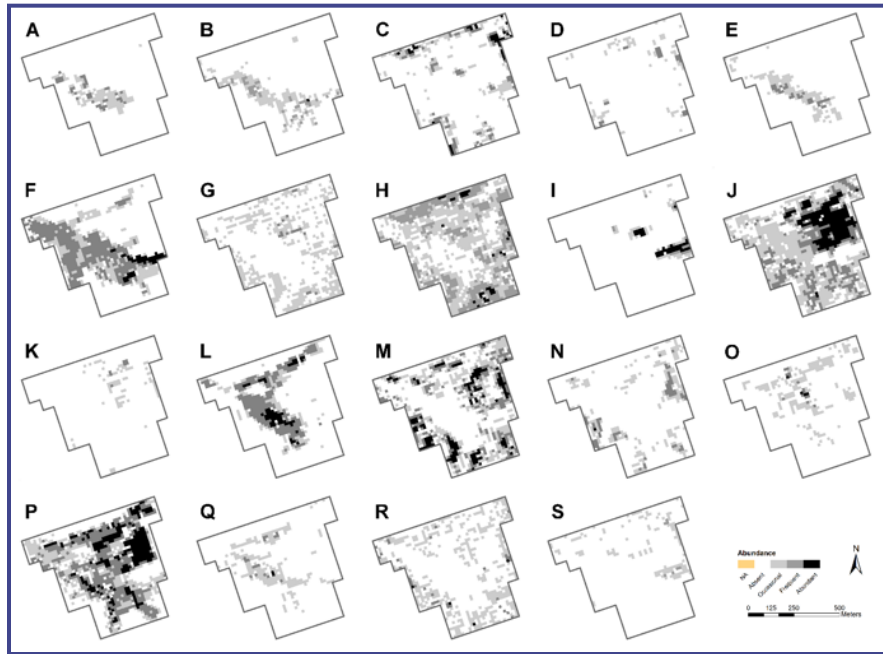 A B C D E
F G H I J
K L M N O
P Q R S
Abundance
N
NA Absent Occasional Frequent Abundant
0 125 250 500
Meters